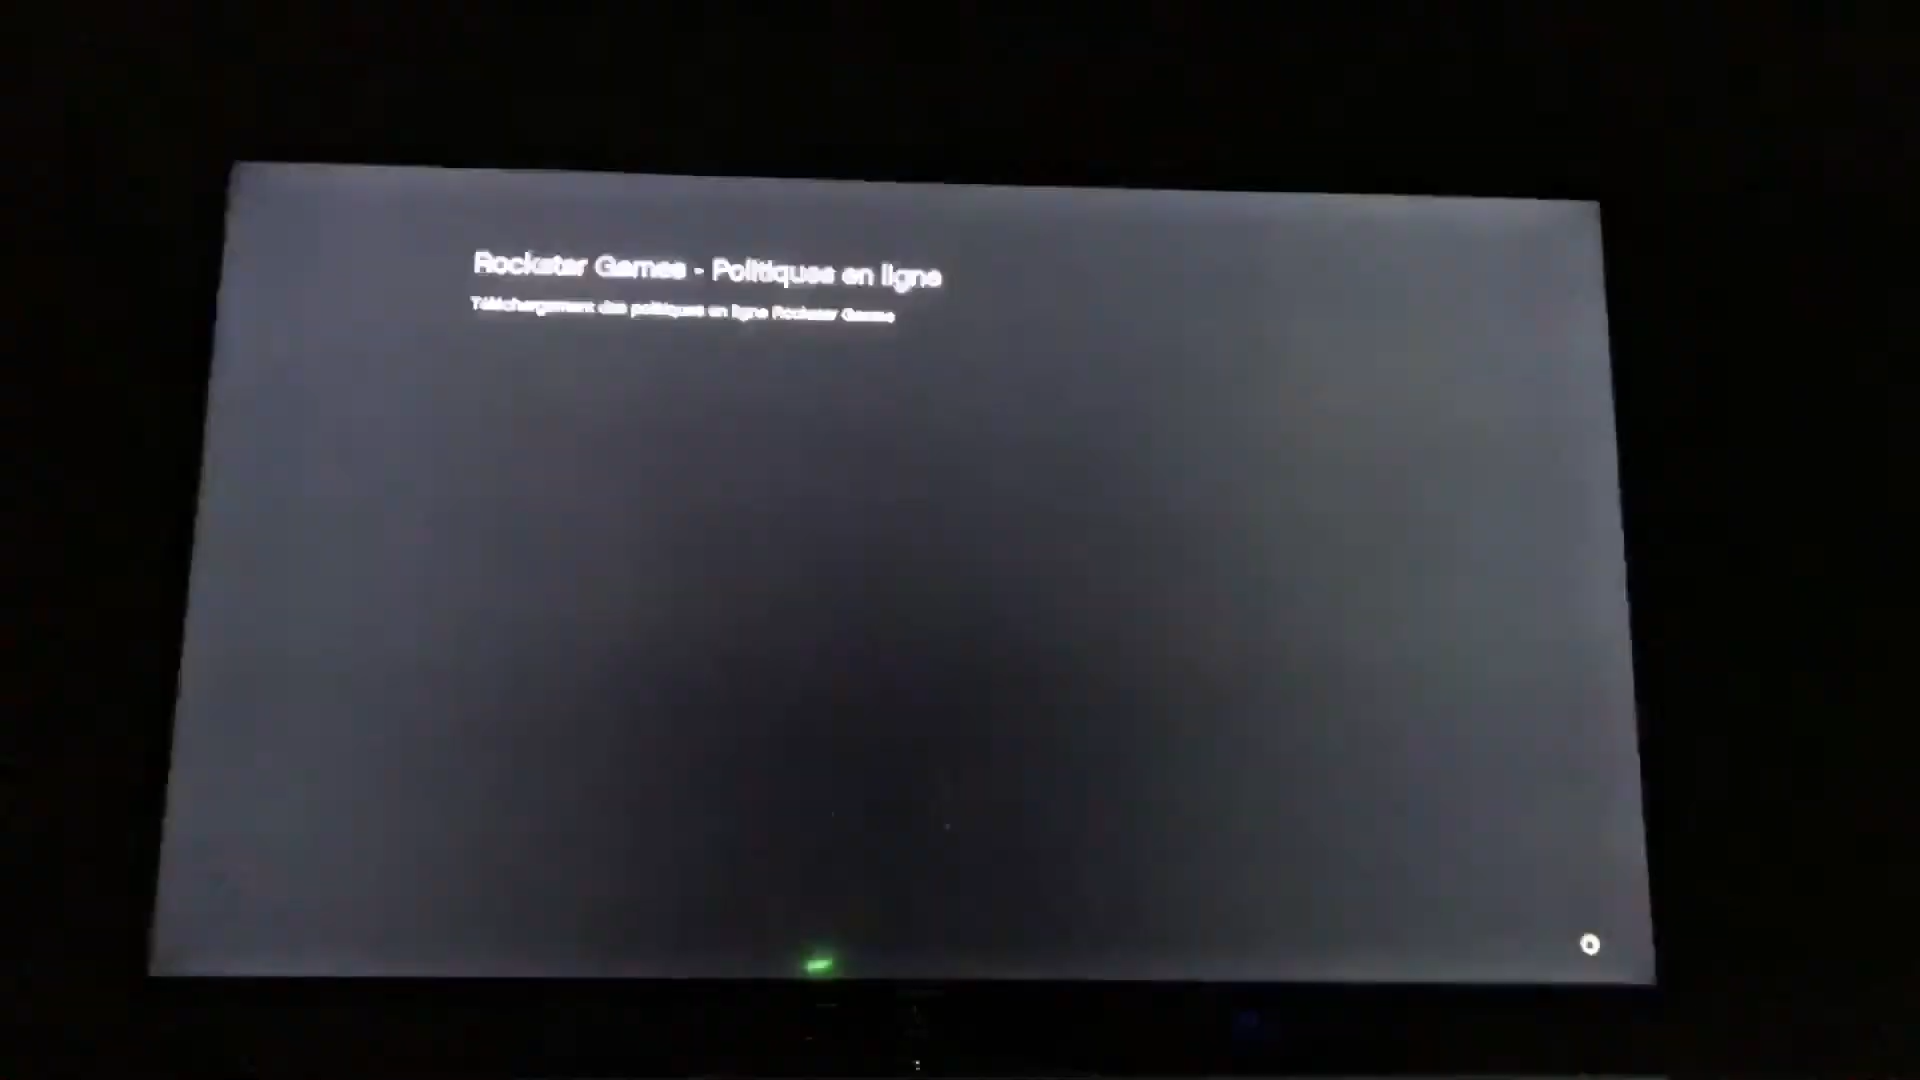 Rockstar Games - Politiques en ligne
Téléchargement des politiques en ligne Rockstar Games